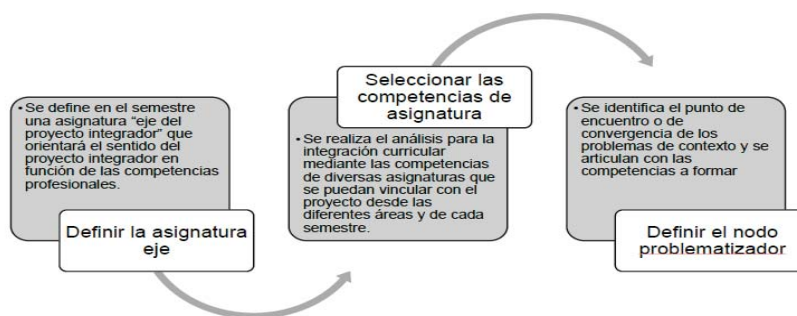 •Se define en el semestre
una asignatura "eje del
proyecto integrador" que
orientará el sentido del
proyecto integrador en
función de las competencias
profesionales.
Definir la asignatura
eje
Seleccionar las
competencias de
asignatura
•Se realiza el análisis para la
integración curricular
mediante las competencias
de diversas asignaturas que
se puedan vincular con el
proyecto desde las
diferentes áreas y de cada
semestre.
•Se identifica el punto de
encuentro o de
convergencia de los
problemas de contexto y se
articulan con las
competencias a formar
Definir el nodo
problematizador